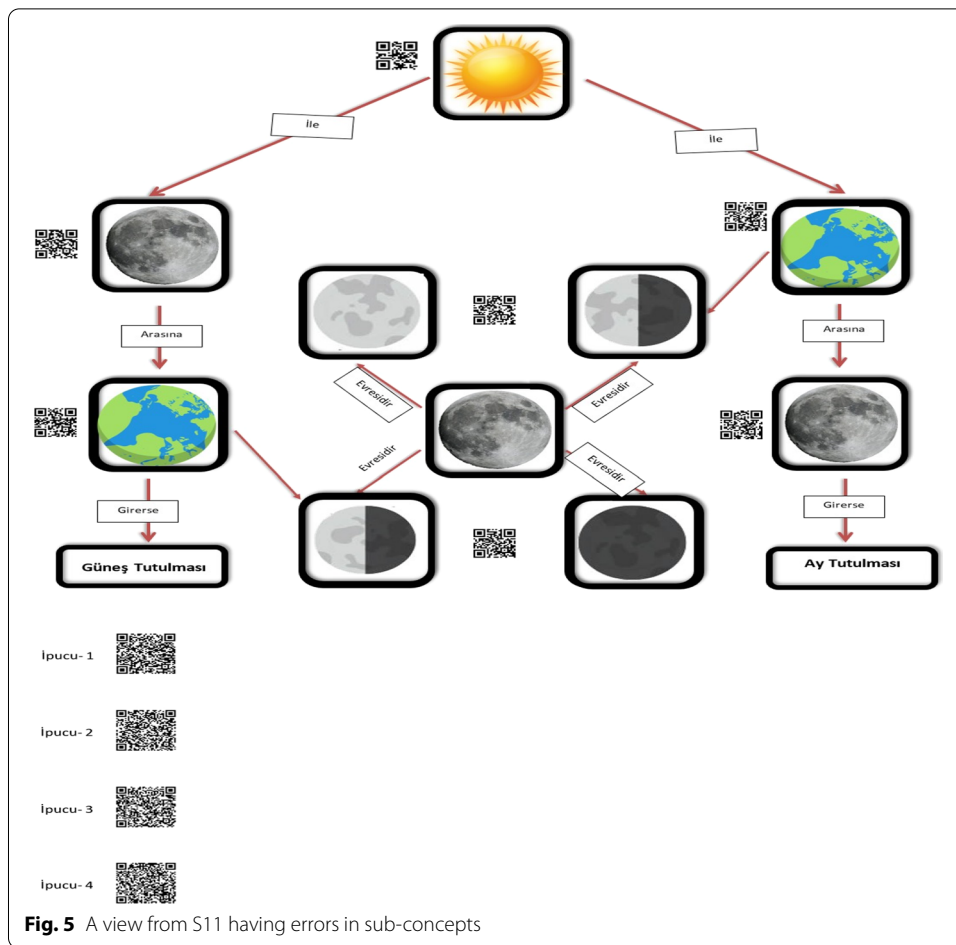 İle
İle
Arasına
Arasına
Evresidir
Evresidir
Evresidir
Evresidir
Girerse
Girerse
Güneş Tutulması
Ay Tutulması
İpucu- 1
İpucu- 2
İpucu- 3
İpucu- 4
Fig. 5 A view from S11 having errors in sub-concepts